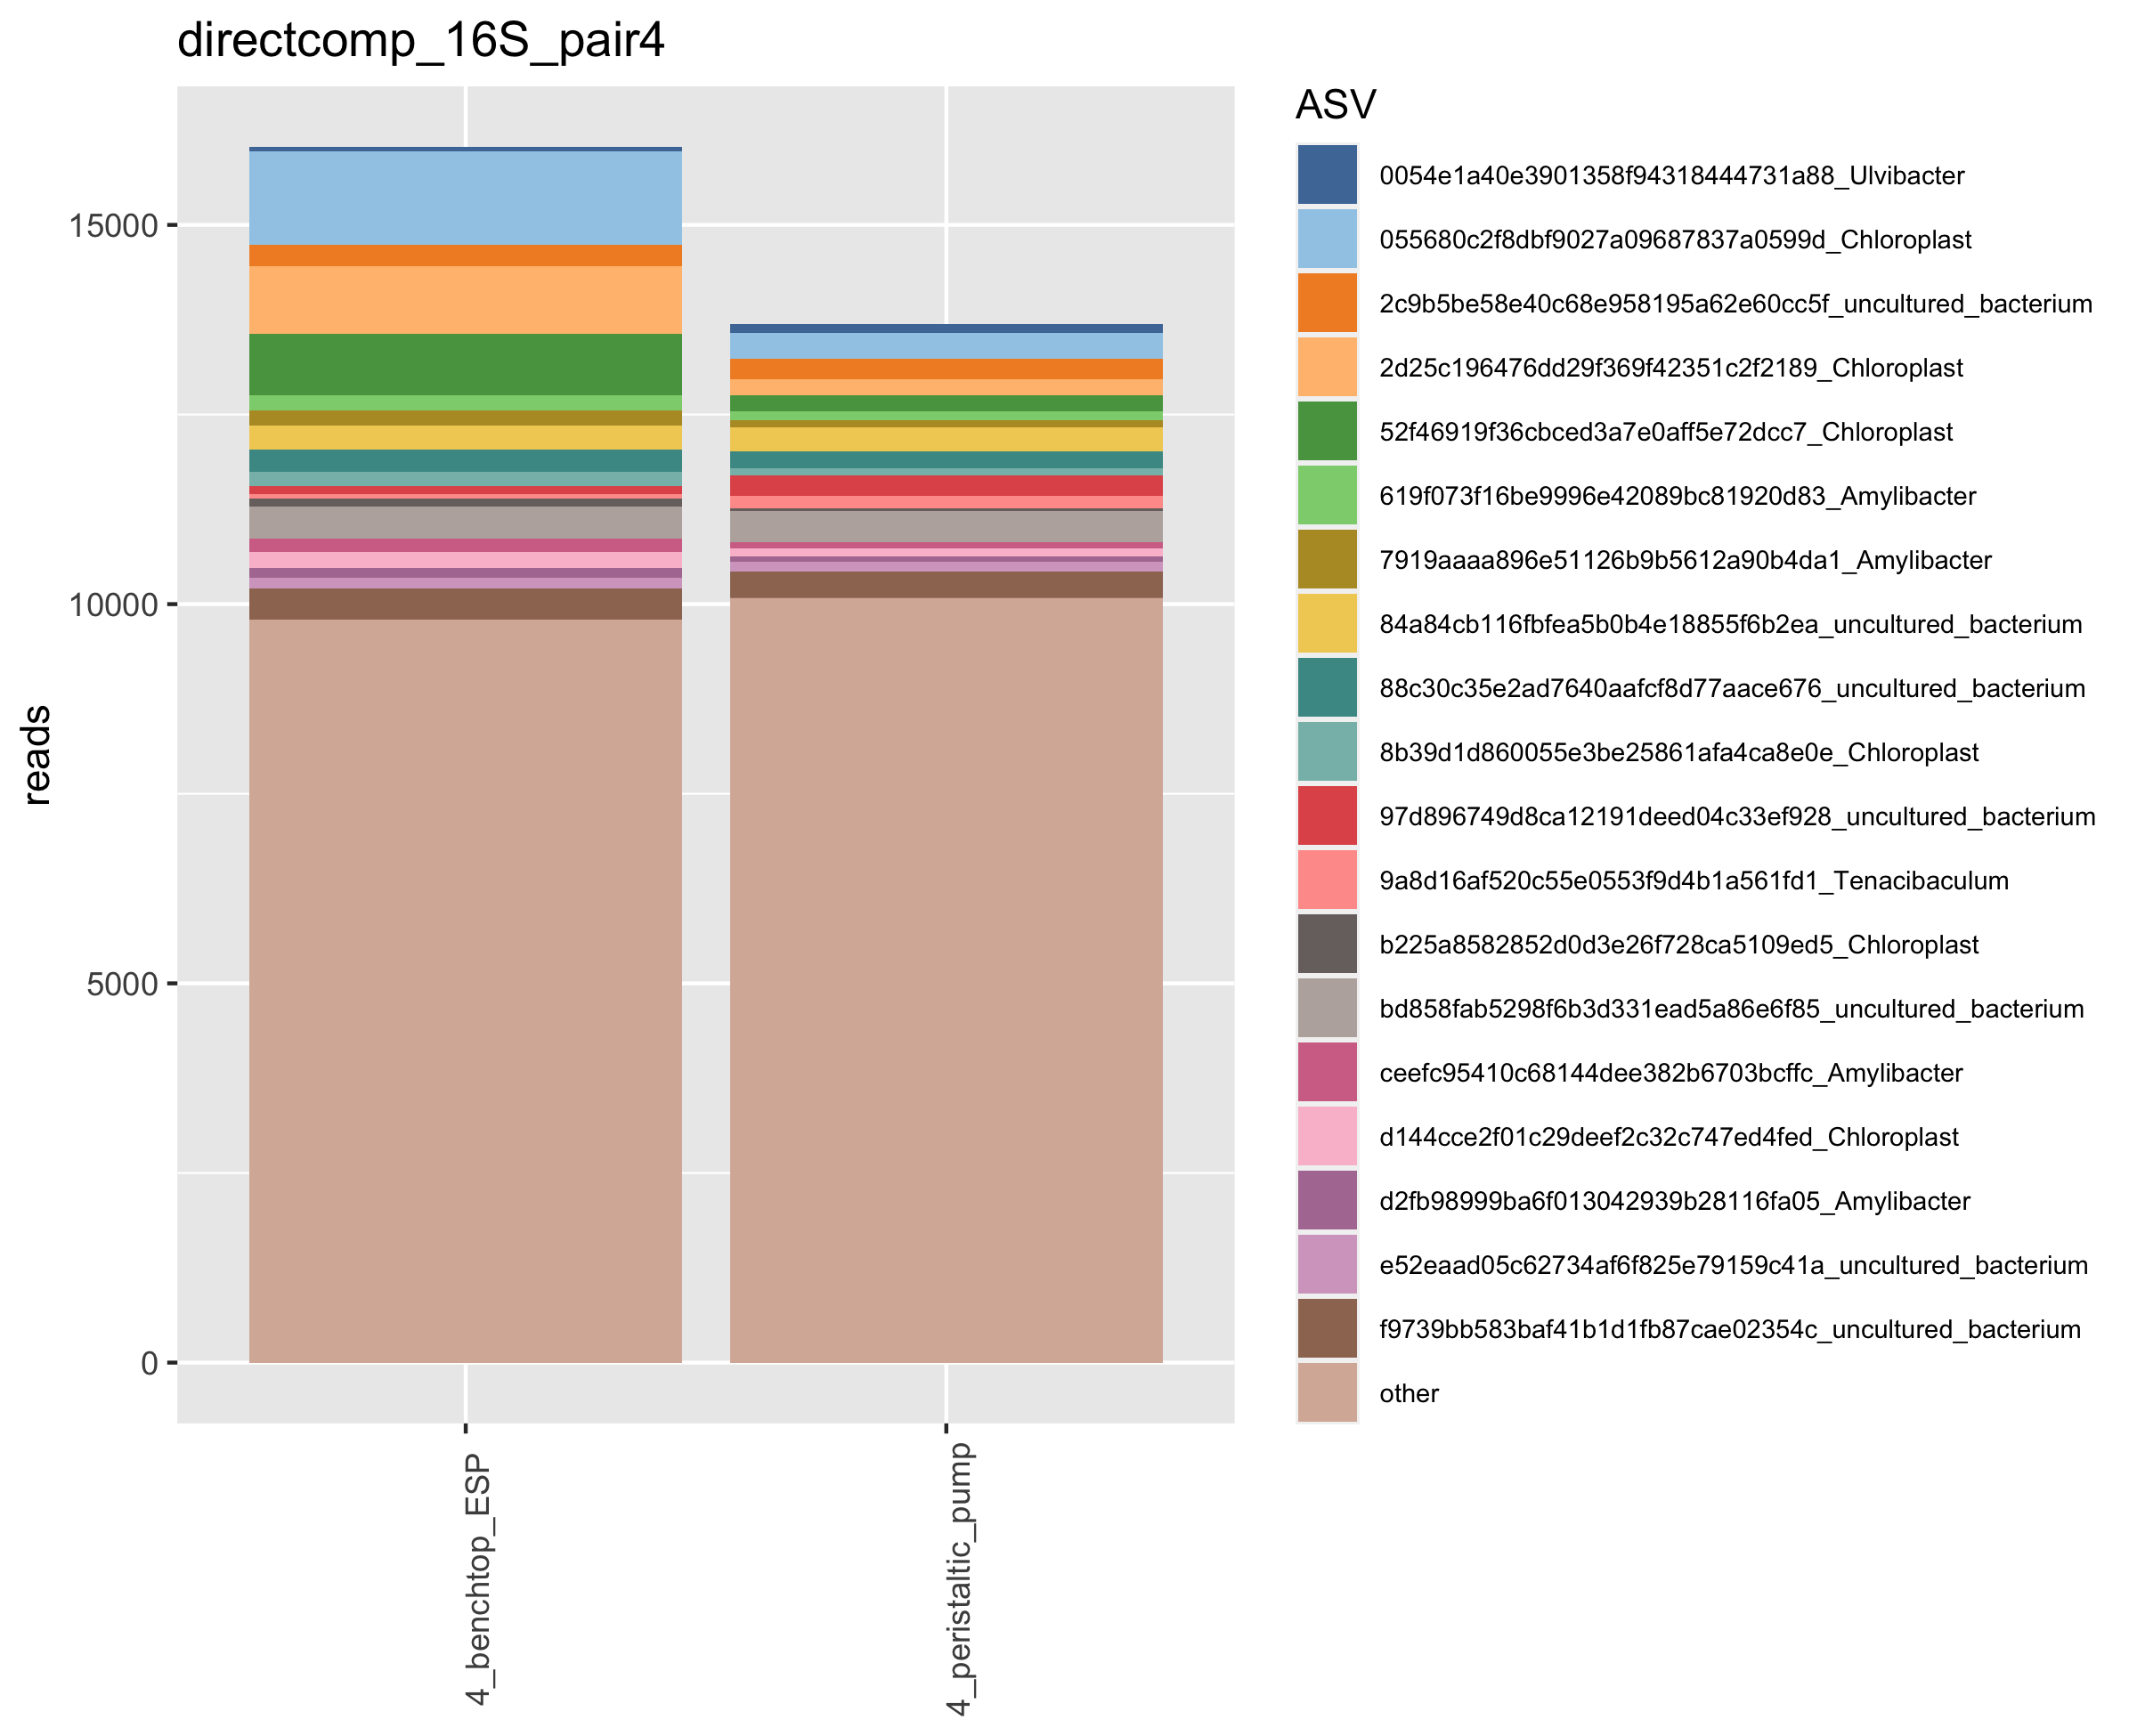 directcomp_16S_pair4
reads
15000
10000
5000
0
4_benchtop_ESP
4_peristaltic_pump
ASV
0054e1a40e3901358f94318444731a88_Ulvibacter
055680c2f8dbf9027a09687837a0599d_Chloroplast
2c9b5be58e40c68e958195a62e60cc5f_uncultured_bacterium
2d25c196476dd29f369f42351c2f2189_Chloroplast
52f46919f36cbced3a7e0aff5e72dcc7_Chloroplast
619f073f16be9996e42089bc81920d83_Amylibacter
7919aaaa896e51126b9b5612a90b4da1_Amylibacter
84a84cb116fbfea5b0b4e18855f6b2ea_uncultured_bacterium
88c30c35e2ad7640aafcf8d77aace676_uncultured_bacterium
8b39d1d860055e3be25861afa4ca8e0e_Chloroplast
97d896749d8ca12191deed04c33ef928_uncultured_bacterium
9a8d16af520c55e0553f9d4b1a561fd1_Tenacibaculum
b225a8582852d0d3e26f728ca5109ed5_Chloroplast
bd858fab5298f6b3d331ead5a86e6f85_uncultured_bacterium
ceefc95410c68144dee382b6703bcffc_Amylibacter
d144cce2f01c29deef2c32c747ed4fed_Chloroplast
d2fb98999ba6f013042939b28116fa05_Amylibacter
e52eaad05c62734af6f825e79159c41a_uncultured_bacterium
f9739bb583baf41b1d1fb87cae02354c_uncultured_bacterium
other